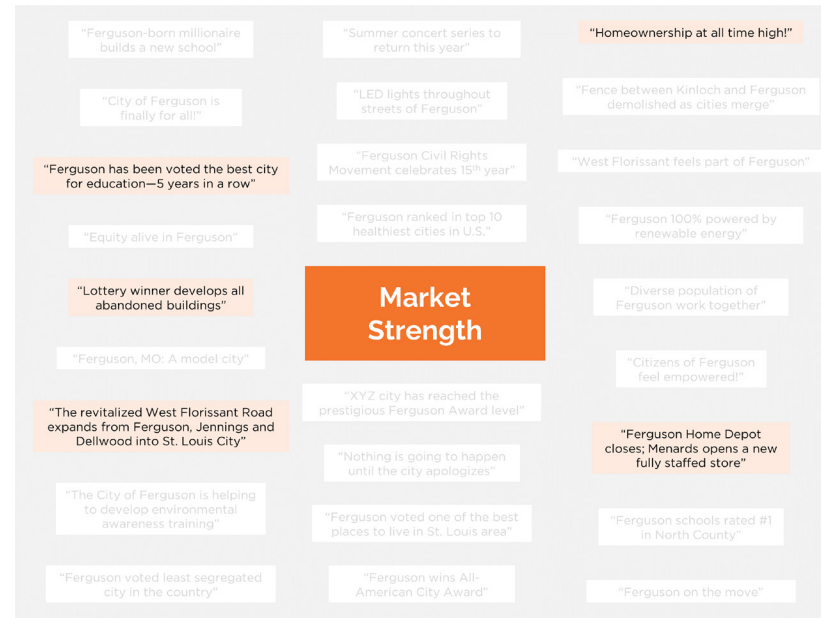 “Ferguson-born millionaire
builds a new school”
“City of Ferguson is
finally for all!”
“Ferguson has been voted the best city
for education—5 years in a row”
“Equity alive in Ferguson”
“Lottery winner develops all
abandoned buildings”
“Ferguson, MO: A model city”
“The revitalized West Florissant Road
expands from Ferguson, Jennings and
Dellwood into St. Louis City”
“The City of Ferguson is helping
to develop environmental
awareness training”
“Ferguson voted least segregated
city in the country”
“Summer concert series to
return this year”
“LED lights throughout
streets of Ferguson”
“Ferguson Civil Rights
Movement celebrates 15th year”
“Ferguson ranked in top 10
healthiest cities in U.S.”
Market
Strength
“XYZ city has reached the
prestigious Ferguson Award level”
“Nothing is going to happen
until the city apologizes”
“Ferguson voted one of the best
places to live in St. Louis area”
“Ferguson wins All-
American City Award”
“Homeownership at all time high!”
“Fence between Kinloch and Ferguson
demolished as cities merge”
“West Florissant feels part of Ferguson”
“Ferguson 100% powered by
renewable energy”
“Diverse population of
Ferguson work together”
“Citizens of Ferguson
feel empowered!”
“Ferguson Home Depot
closes; Menards opens a new
fully staffed store”
“Ferguson schools rated #1
in North County”
“Ferguson on the move”